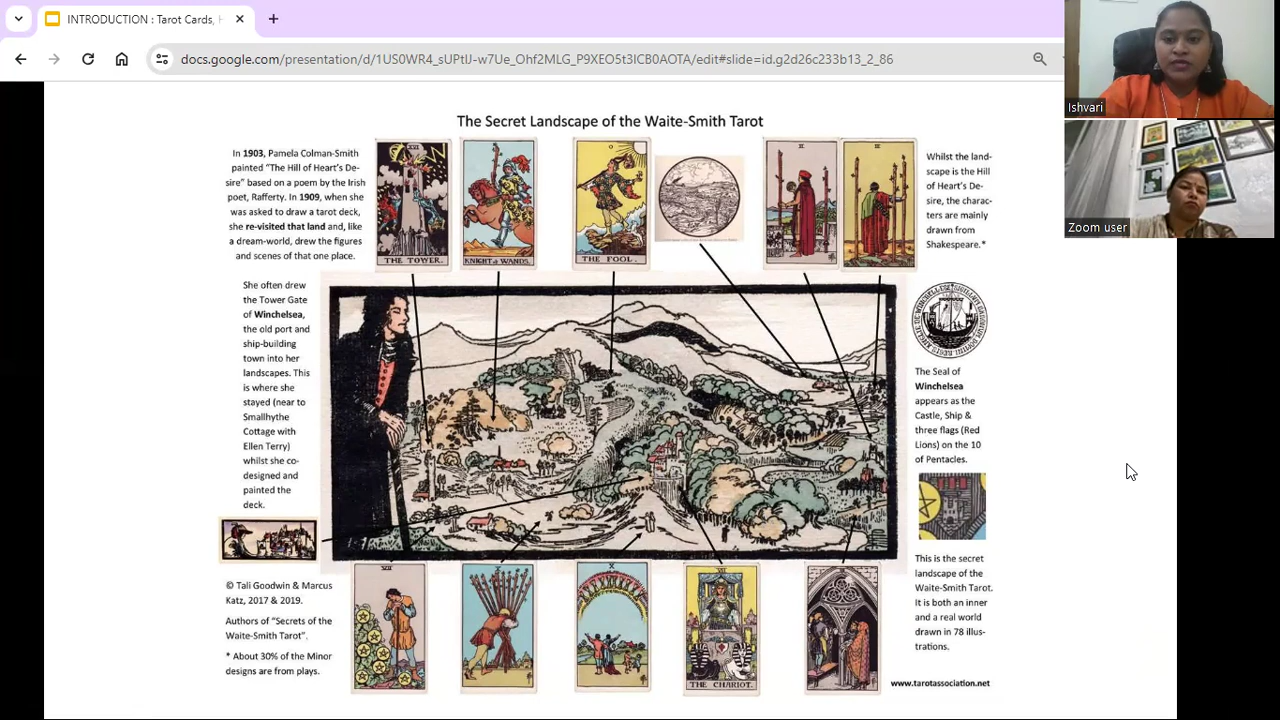 INTRODUCTION : Tarot Cards,
docs.google.com/presentation/d/1US0WR4_sUPtIJ-w7Ue_Ohf2MLG_P9XEO5t3ICB0AOTA/edit#slide=id.g2d26c233b13_2_86
Ishvari
Zoom user
The Secret Landscape of the Waite-Smith Tarot
In 1903, Pamela Colman-Smith
painted "The Hill of Heart's De-
sire" based on a poem by the Irish
poet, Rafferty. In 1909, when she
was asked to draw a tarot deck,
she re-visited that land and, like
a dream-world, drew the figures
and scenes of that one place.
XVI
THE TOWER.
KNIGHT of WANDS.
O
THE FOOL.
II
III
Whilst the land-
scape is the Hill
of Heart's De-
sire, the charac-
ters are mainly
drawn from
Shakespeare.*
She often drew
the Tower Gate
of Winchelsea,
the old port and
ship-building
town into her
landscapes. This
is where she
stayed (near to
Smallhythe
Cottage with
Ellen Terry)
whilst she co-
designed and
painted the
deck.
The Seal of
Winchelsea
appears as the
Castle, Ship &
three flags (Red
Lions) on the 10
of Pentacles.
© Tali Goodwin & Marcus
Katz, 2017 & 2019.
Authors of "Secrets of the
Waite-Smith Tarot".
* About 30% of the Minor
designs are from plays.
VII
X
X
VII
THE CHARIOT.
III
This is the secret
landscape of the
Waite-Smith Tarot.
It is both an inner
and a real world
drawn in 78 illus-
trations.
www.tarotassociation.net